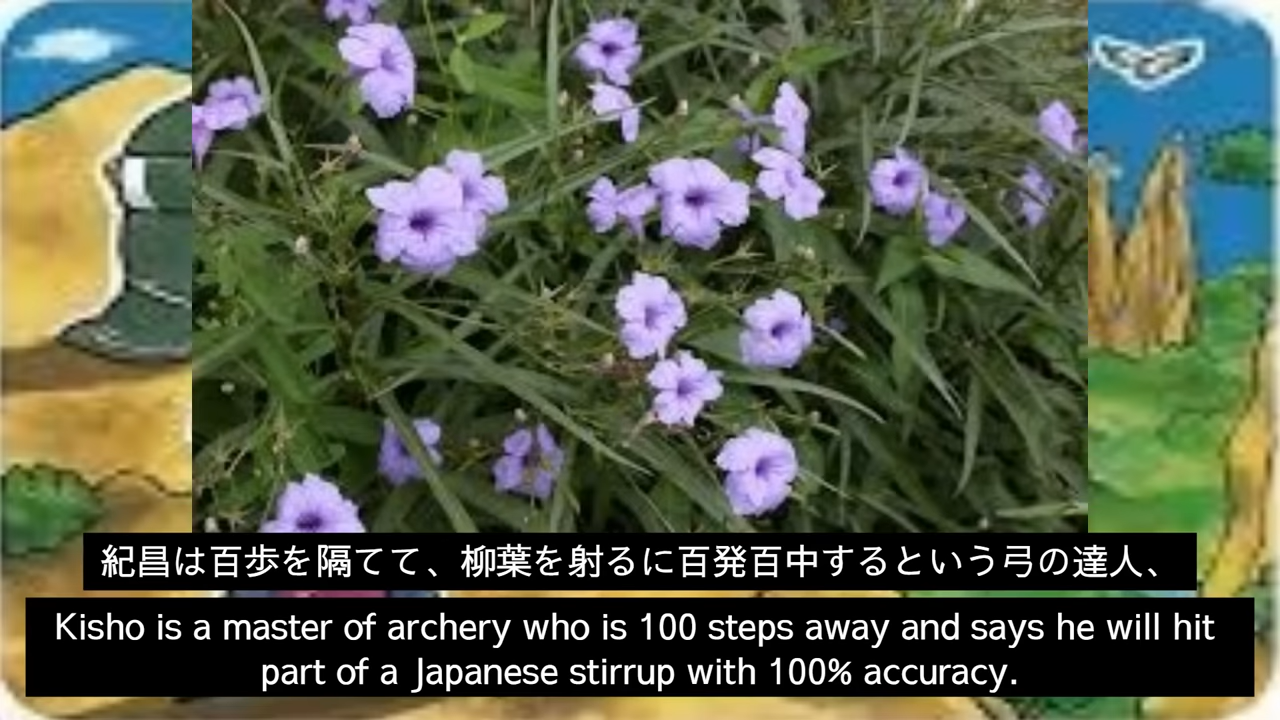 紀昌は百歩を隔てて、柳葉を射るに百発百中するという弓の達人、
Kisho is a master of archery who is 100 steps away and says he will hit
part of a Japanese stirrup with 100% accuracy.